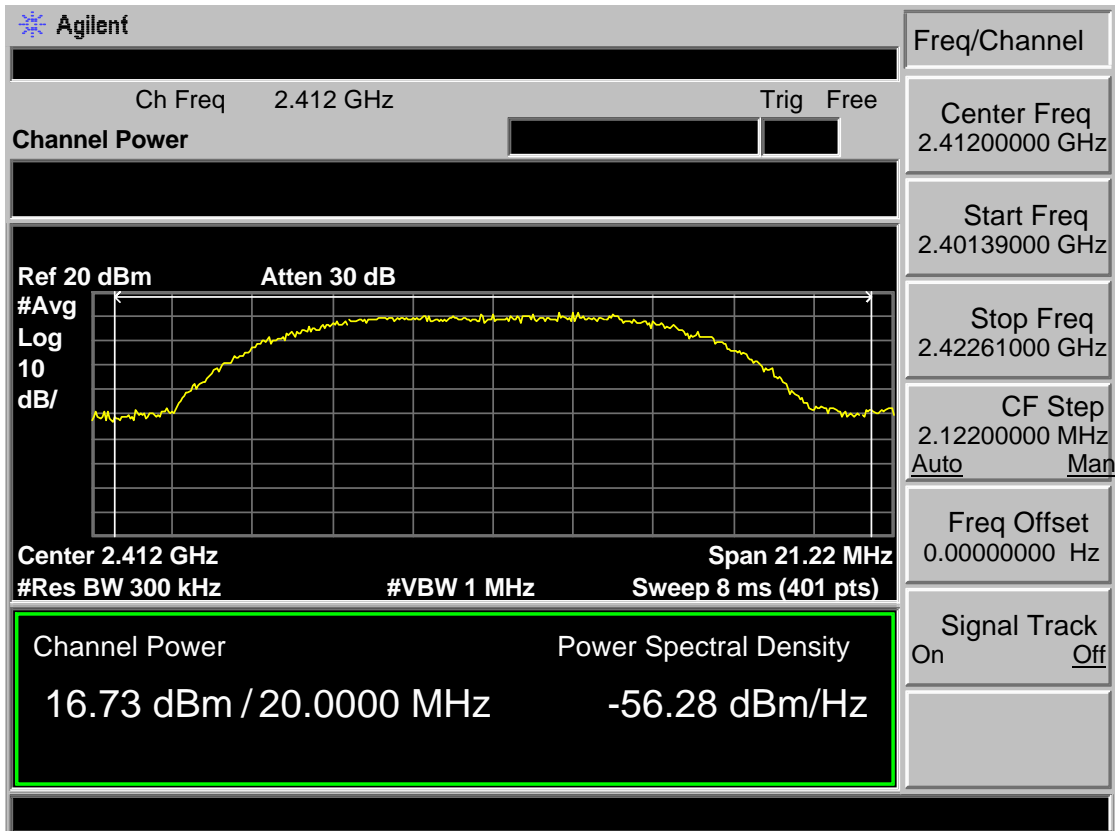 Agilent
Freq/Channel
Ch Freq 2.412 GHz Trig Free
Channel Power
Center Freq
2.41200000 GHz
Start Freq
2.40139000 GHz
Stop Freq
2.42261000 GHz
CF Step
2.12200000 MHz
Auto Man
Freq Offset
0.00000000 Hz
Signal Track
On Off
Ref 20 dBm Atten 30 dB
#Avg
Log
10
dB/
Center 2.412 GHz Span 21.22 MHz
#Res BW 300 kHz #VBW 1 MHz Sweep 8 ms (401 pts)
Channel Power Power Spectral Density
16.73 dBm / 20.0000 MHz -56.28 dBm/Hz